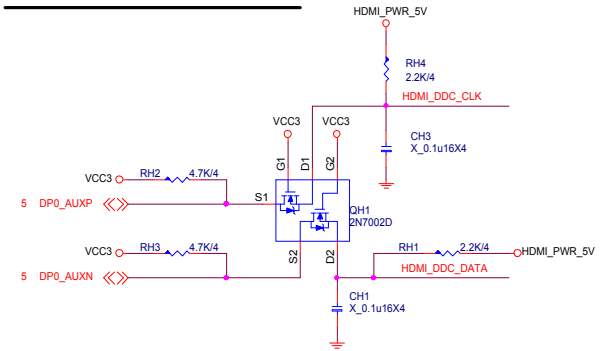 HDMI_PWR_5V
RH4
2.2K/4
HDMI_DDC_CLK
VCC3 VCC3
CH3
X_0.1u16X4
G1 D1 G2
VCC3 RH2 4.7K/4
5 DP0_AUXP S1
QH1
2N7002D
VCC3 RH3 4.7K/4
S2 D2
RH1 2.2K/4 HDMI_PWR_5V
5 DP0_AUXN
HDMI_DDC_DATA
CH1
X_0.1u16X4